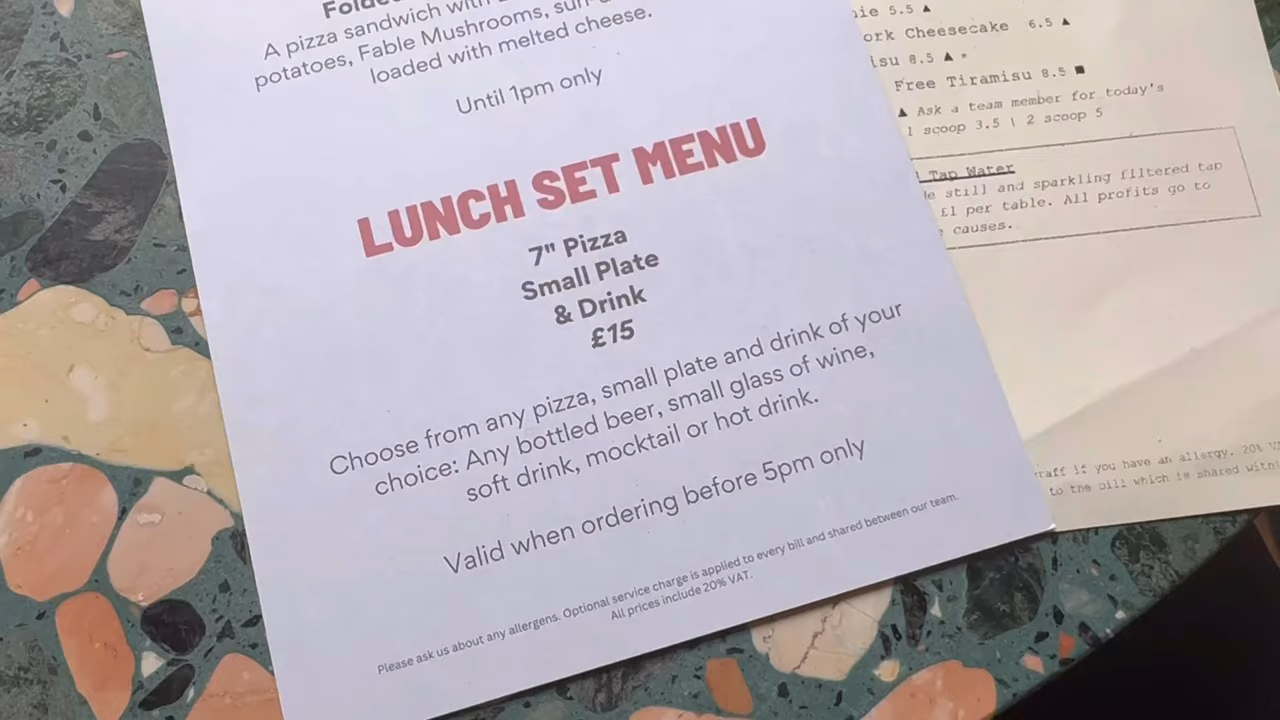 A pizza sandwich with
potatoes, Fable Mushrooms,
loaded with melted cheese.
Until 1pm only
LUNCH SET MENU
7" Pizza
Small Plate
& Drink
£15
Choose from any pizza, small plate and drink of your
choice: Any bottled beer, small glass of wine,
soft drink, mocktail or hot drink.
Valid when ordering before 5pm only
Please ask us about any allergens. Optional service charge is applied to every bill and shared between our team.
All prices include 20% VAT.
5.5 ▲
Cheesecake 6.5 ▲
8.5 ▲
Free Tiramisu 8.5 ■
▲ Ask a team member for today's
1 scoop 3.5 | 2 scoop 5
Tap Water
still and sparkling filtered tap
£1 per table. All profits go to
causes.
if you have an allergy. 20%
to the bill which is shared